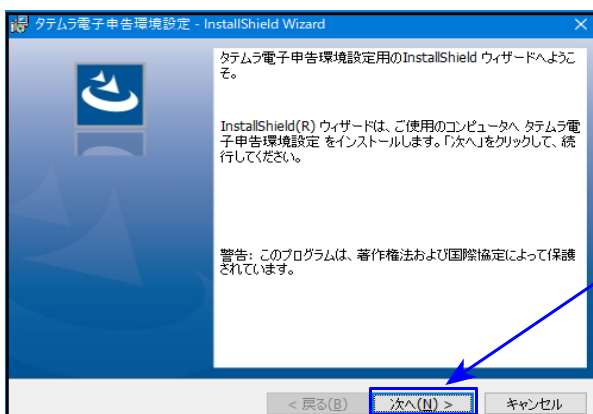 タテムラ電子申告環境設定 - InstallShield Wizard
タテムラ電子申告環境設定用のInstallShield ウィザードへようこ
そ。
InstallShield(R) ウィザードは、ご使用のコンピュータへ タテムラ電
子申告環境設定 をインストールします。「次へ」をクリックして、続
行してください。
警告: このプログラムは、著作権法および国際協定によって保護
されています。
< 戻る(B) 次へ(N) > キャンセル